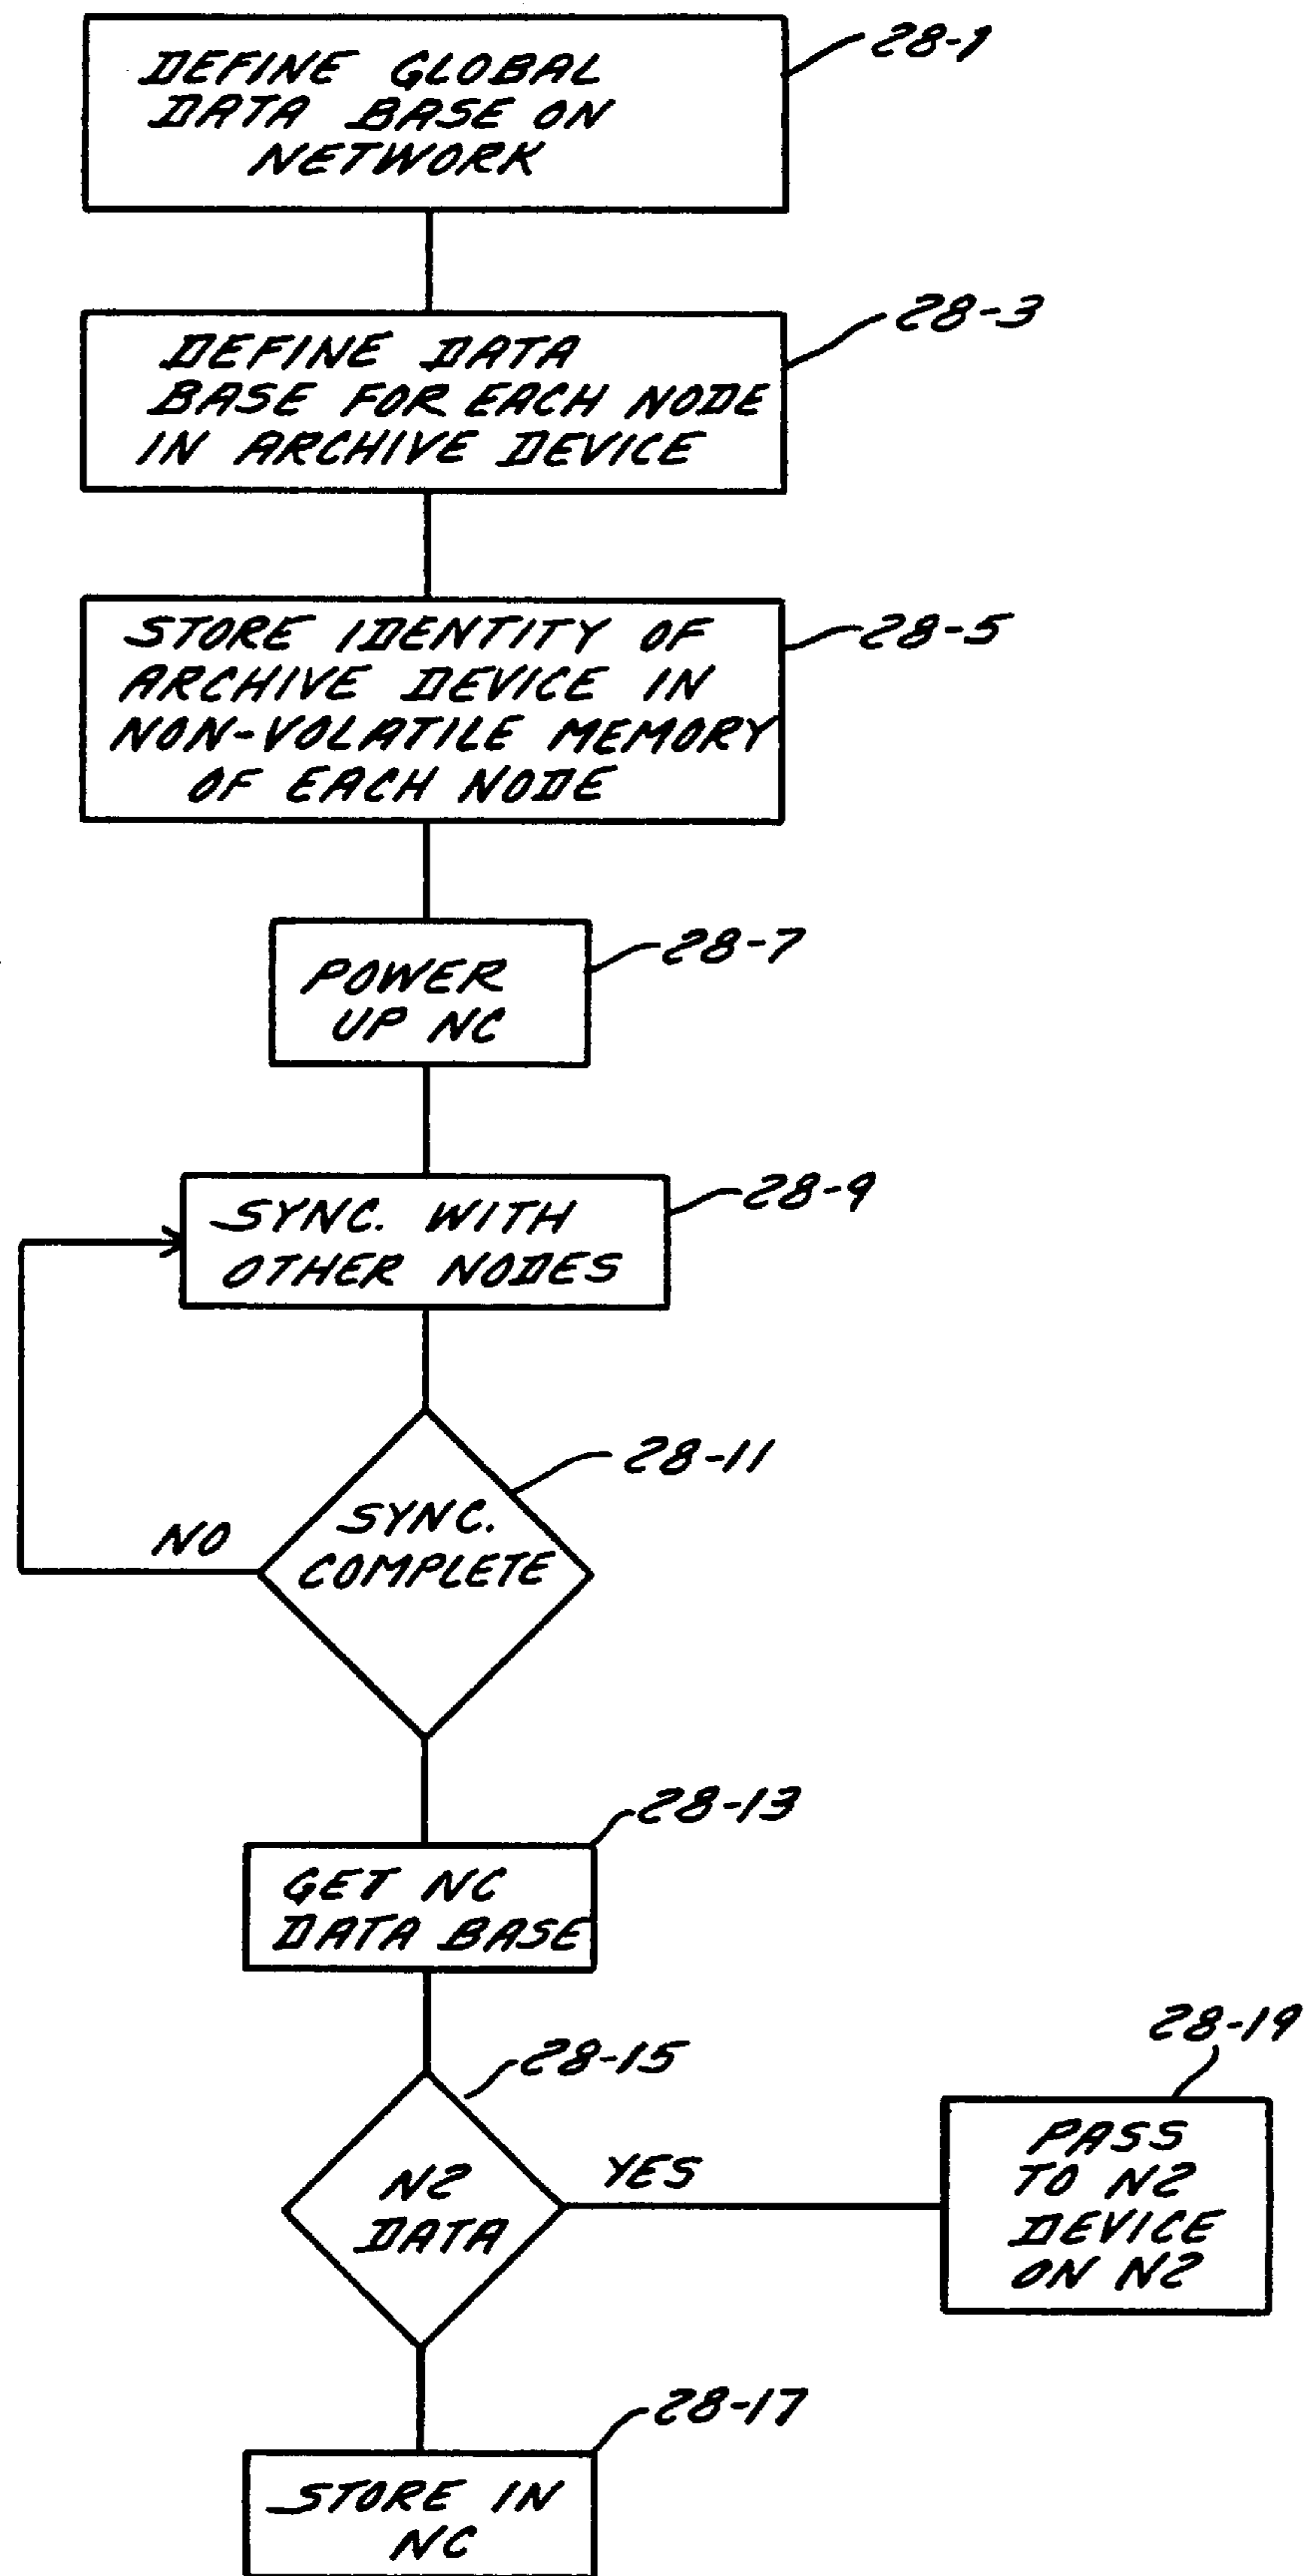 28-1
DEFINE GLOBAL
DATA BASE ON
NETWORK
28-3
DEFINE DATA
BASE FOR EACH NODE
IN ARCHIVE DEVICE
28-5
STORE IDENTITY OF
ARCHIVE DEVICE IN
NON-VOLATILE MEMORY
OF EACH NODE
28-7
POWER
UP NC
28-9
SYNC. WITH
OTHER NODES
28-11
SYNC.
COMPLETE
NO
28-13
GET NC
DATA BASE
28-15
N2
DATA
YES
28-19
PASS
TO N2
DEVICE
ON N2
28-17
STORE IN
NC